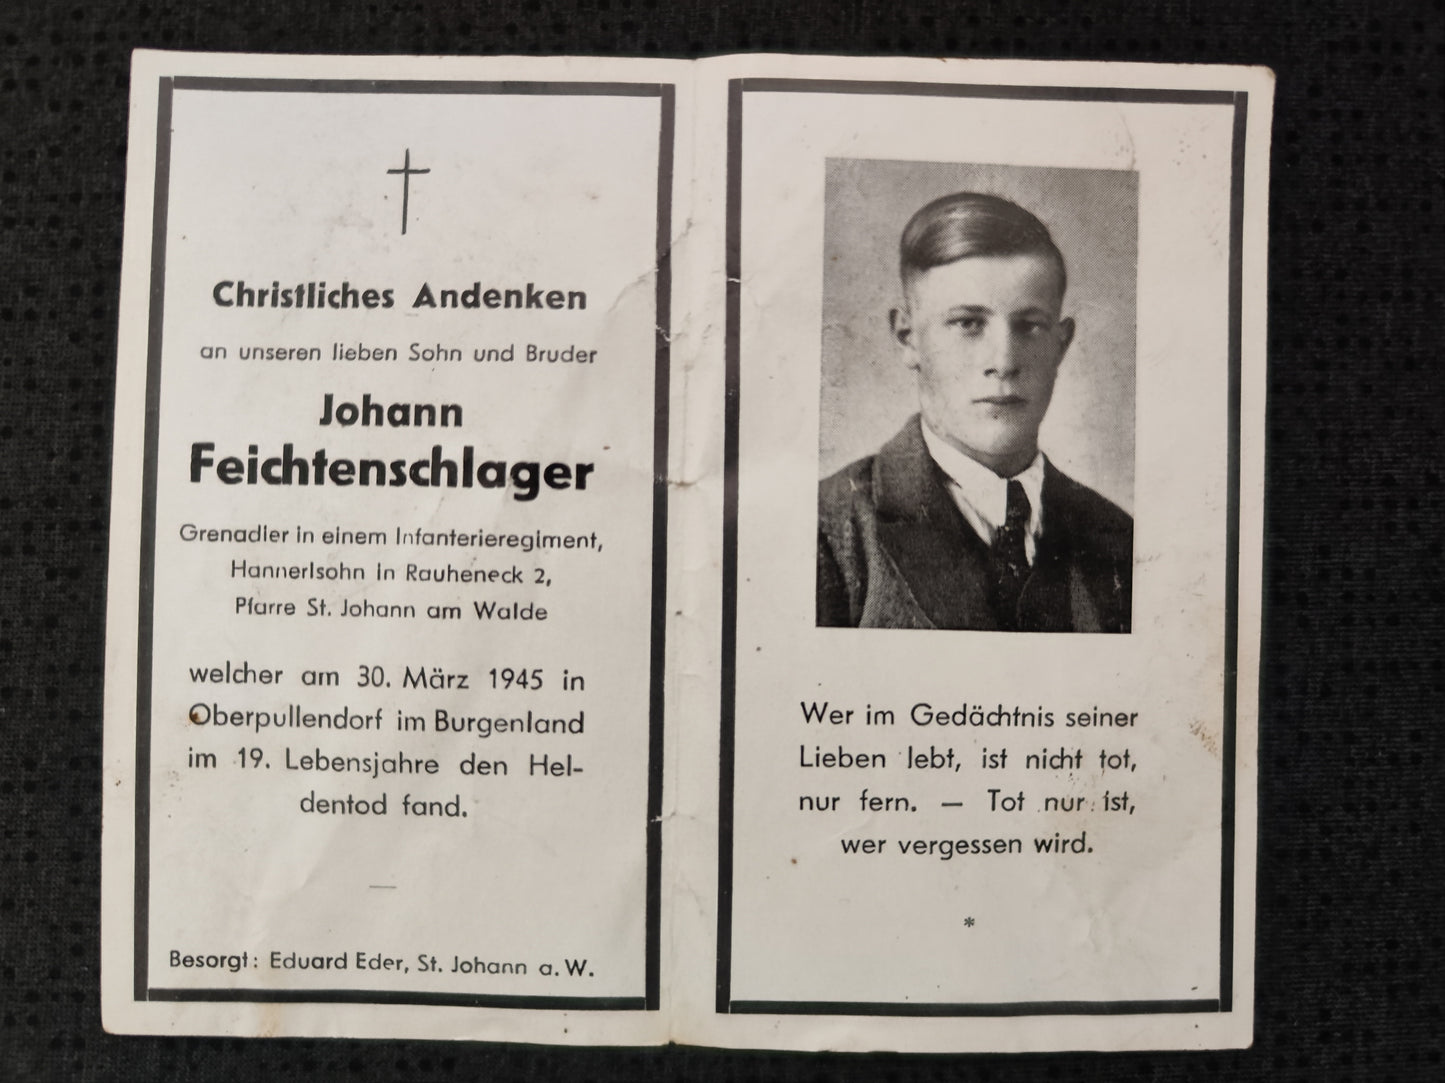 Christliches Andenken
an unseren lieben Sohn und Bruder
Johann
Feichtenschlager
Grenadier in einem Infanterieregiment,
Hannerlsohn in Rauheneck 2,
Pfarre St. Johann am Walde
welcher am 30. März 1945 in
Oberpullendorf im Burgenland
im 19. Lebensjahre den Hel-
dentod fand.
Besorgt: Eduard Eder, St. Johann a. W.
Wer im Gedächtnis seiner
Lieben lebt, ist nicht tot,
nur fern. — Tot nur ist,
wer vergessen wird.
*